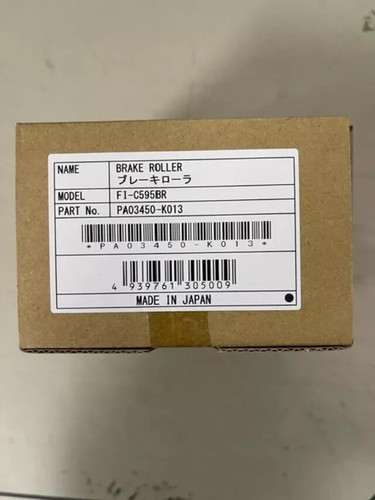 NAME BRAKE ROLLER
ブレーキローラ
MODEL FI-C595BR
PART No. PA03450-K013
*PA03450-K013*
4 939761 305009
MADE IN JAPAN